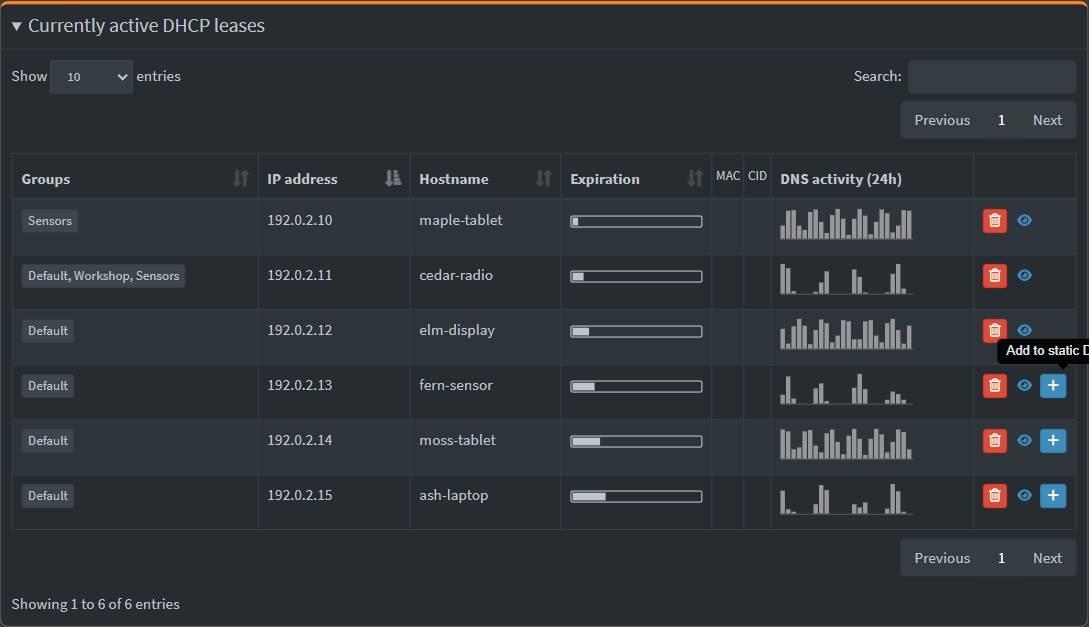 Currently active DHCP leases
Show 10 entries
Search:
Previous 1 Next
Groups IP address Hostname Expiration MAC CID DNS activity (24h)
Sensors 192.0.2.10 maple-tablet
Default, Workshop, Sensors 192.0.2.11 cedar-radio
Default 192.0.2.12 elm-display
Add to static D
Default 192.0.2.13 fern-sensor
Default 192.0.2.14 moss-tablet
Default 192.0.2.15 ash-laptop
Previous 1 Next
Showing 1 to 6 of 6 entries